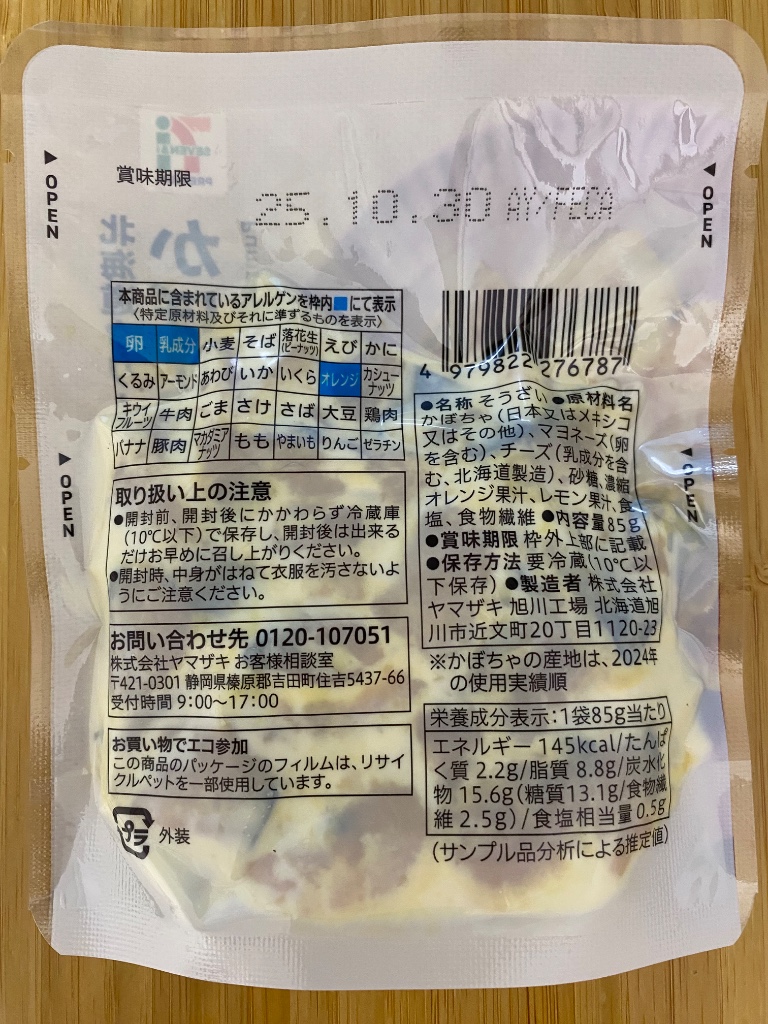 賞味期限
25.10.30
OPEN
OPEN
本商品に含まれているアレルゲンを枠内■にて表示
〈特定原材料及びそれに準ずるものを表示〉
卵 乳成分 小麦 そば 落花生(ピーナッツ) えび かに
くるみ アーモンド あわび いか いくら オレンジ カシューナッツ
キウイフルーツ 牛肉 ごま さけ さば 大豆 鶏肉
バナナ 豚肉 マカダミアナッツ もも やまいも りんご ゼラチン
4 979822 276787
OPEN
OPEN
取り扱い上の注意
●開封前、開封後にかかわらず冷蔵庫
(10℃以下)で保存し、開封後は出来る
だけお早めに召し上がりください。
●開封時、中身がはねて衣服を汚さないよ
うにご注意ください。
お問い合わせ先 0120-107051
株式会社ヤマザキ お客様相談室
〒421-0301 静岡県榛原郡吉田町住吉5437-66
受付時間 9:00〜17:00
お買い物でエコ参加
この商品のパッケージのフィルムは、リサイ
クルペットを一部使用しています。
プラ 外装
●名称 そうざい ●原材料名
かぼちゃ(日本又はメキシコ
又はその他)、マヨネーズ(卵
を含む)、チーズ(乳成分を含
む、北海道製造)、砂糖、濃縮
オレンジ果汁、レモン果汁、食
塩、食物繊維 ●内容量85g
●賞味期限 枠外上部に記載
●保存方法 要冷蔵(10℃以
下保存) ●製造者 株式会社
ヤマザキ 旭川工場 北海道旭
川市近文町20丁目1120-23
※かぼちゃの産地は、2024年
の使用実績順
栄養成分表示:1袋85g当たり
エネルギー 145kcal/たんぱ
く質 2.2g/脂質 8.8g/炭水化
物 15.6g(糖質13.1g/食物繊
維 2.5g)/食塩相当量 0.5g
(サンプル品分析による推定値)